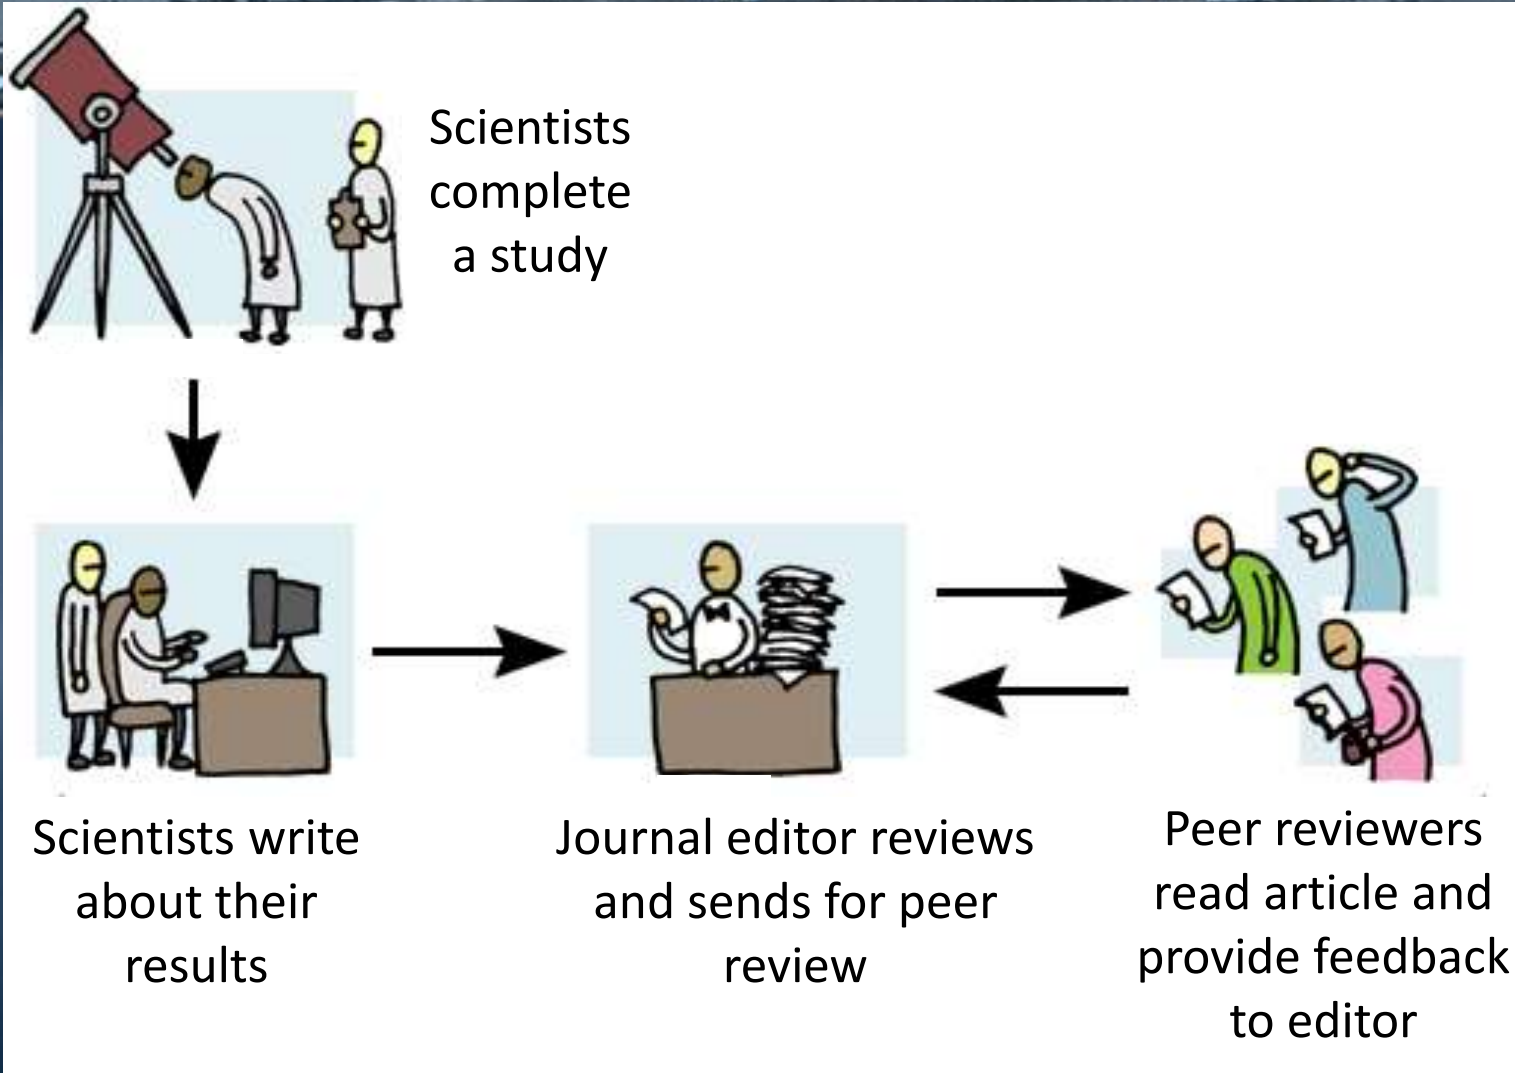 Scientists
complete
a study
Scientists write
about their
results
Journal editor reviews
and sends for peer
review
Peer reviewers
read article and
provide feedback
to editor